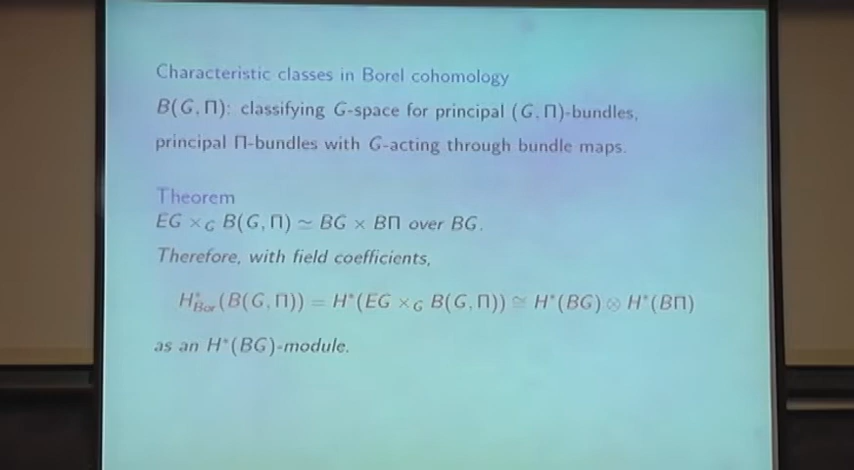 Characteristic classes in Borel cohomology
B(G, Π): classifying G-space for principal (G, Π)-bundles,
principal Π-bundles with G-acting through bundle maps.
Theorem
EG ×_G B(G, Π) ≃ BG × BΠ over BG.
Therefore, with field coefficients,
H*_Bor(B(G, Π)) = H*(EG ×_G B(G, Π)) ≅ H*(BG) ⊗ H*(BΠ)
as an H*(BG)-module.